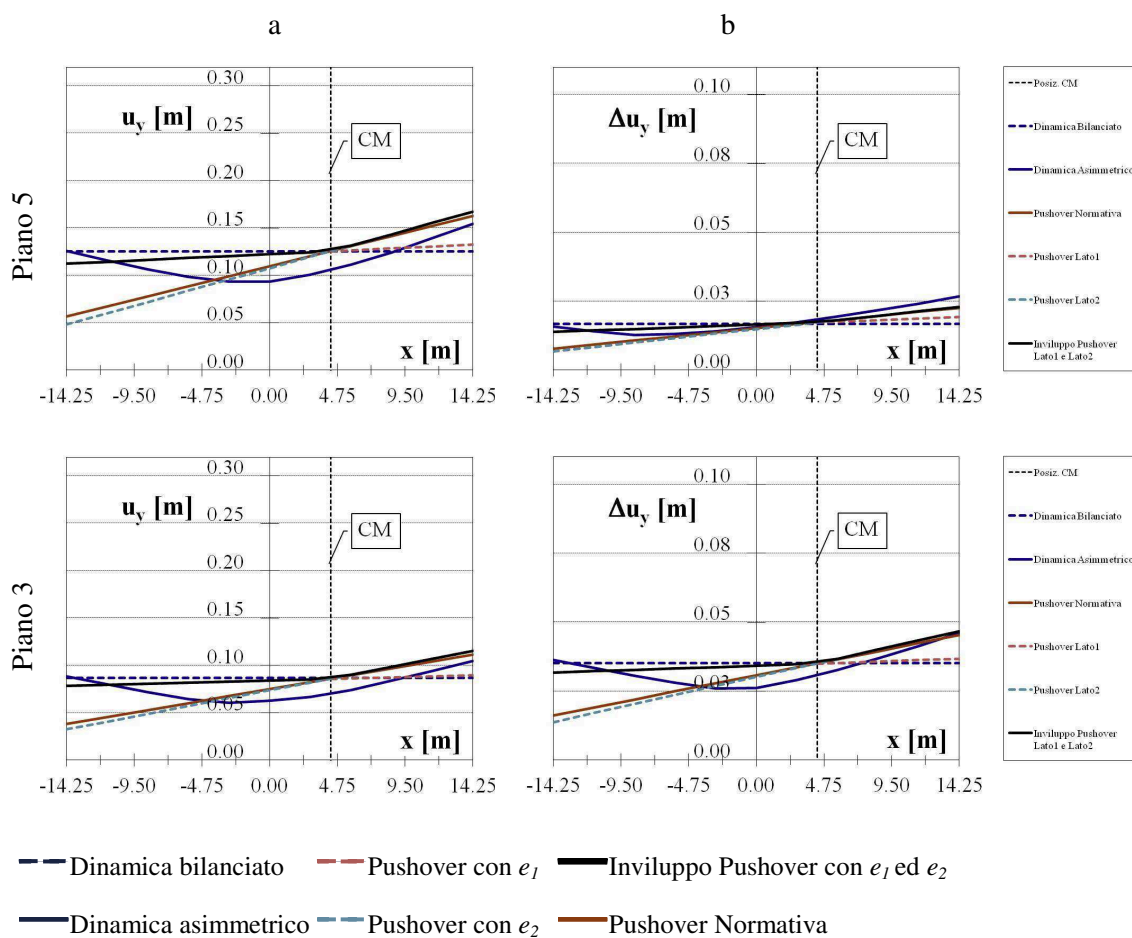 a
b
Piano 5
0.30
0.25
0.20
0.15
0.10
0.05
0.00
u_y [m]
CM
x [m]
-14.25 -9.50 -4.75 0.00 4.75 9.50 14.25
0.10
0.08
0.05
0.03
0.00
Δu_y [m]
CM
x [m]
-14.25 -9.50 -4.75 0.00 4.75 9.50 14.25
Posiz. CM
Dinamica Bilanciato
Dinamica Asimmetrico
Pushover Normativa
Pushover Lato1
Pushover Lato2
Inviluppo Pushover
Lato1 e Lato2
Piano 3
0.30
0.25
0.20
0.15
0.10
0.05
0.00
u_y [m]
CM
x [m]
-14.25 -9.50 -4.75 0.00 4.75 9.50 14.25
0.10
0.08
0.05
0.03
0.00
Δu_y [m]
CM
x [m]
-14.25 -9.50 -4.75 0.00 4.75 9.50 14.25
Posiz. CM
Dinamica Bilanciato
Dinamica Asimmetrico
Pushover Normativa
Pushover Lato1
Pushover Lato2
Inviluppo Pushover
Lato1 e Lato2
Dinamica bilanciato Pushover con e1 Inviluppo Pushover con e1 ed e2
Dinamica asimmetrico Pushover con e2 Pushover Normativa